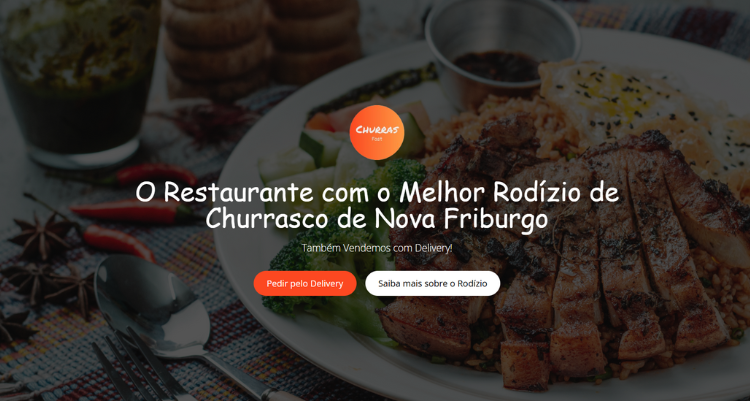 CHURRAS
O Restaurante com o Melhor Rodízio de
Churrasco de Nova Friburgo
Também Vendemos com Delivery!
Pedir pelo Delivery
Saiba mais sobre o Rodízio